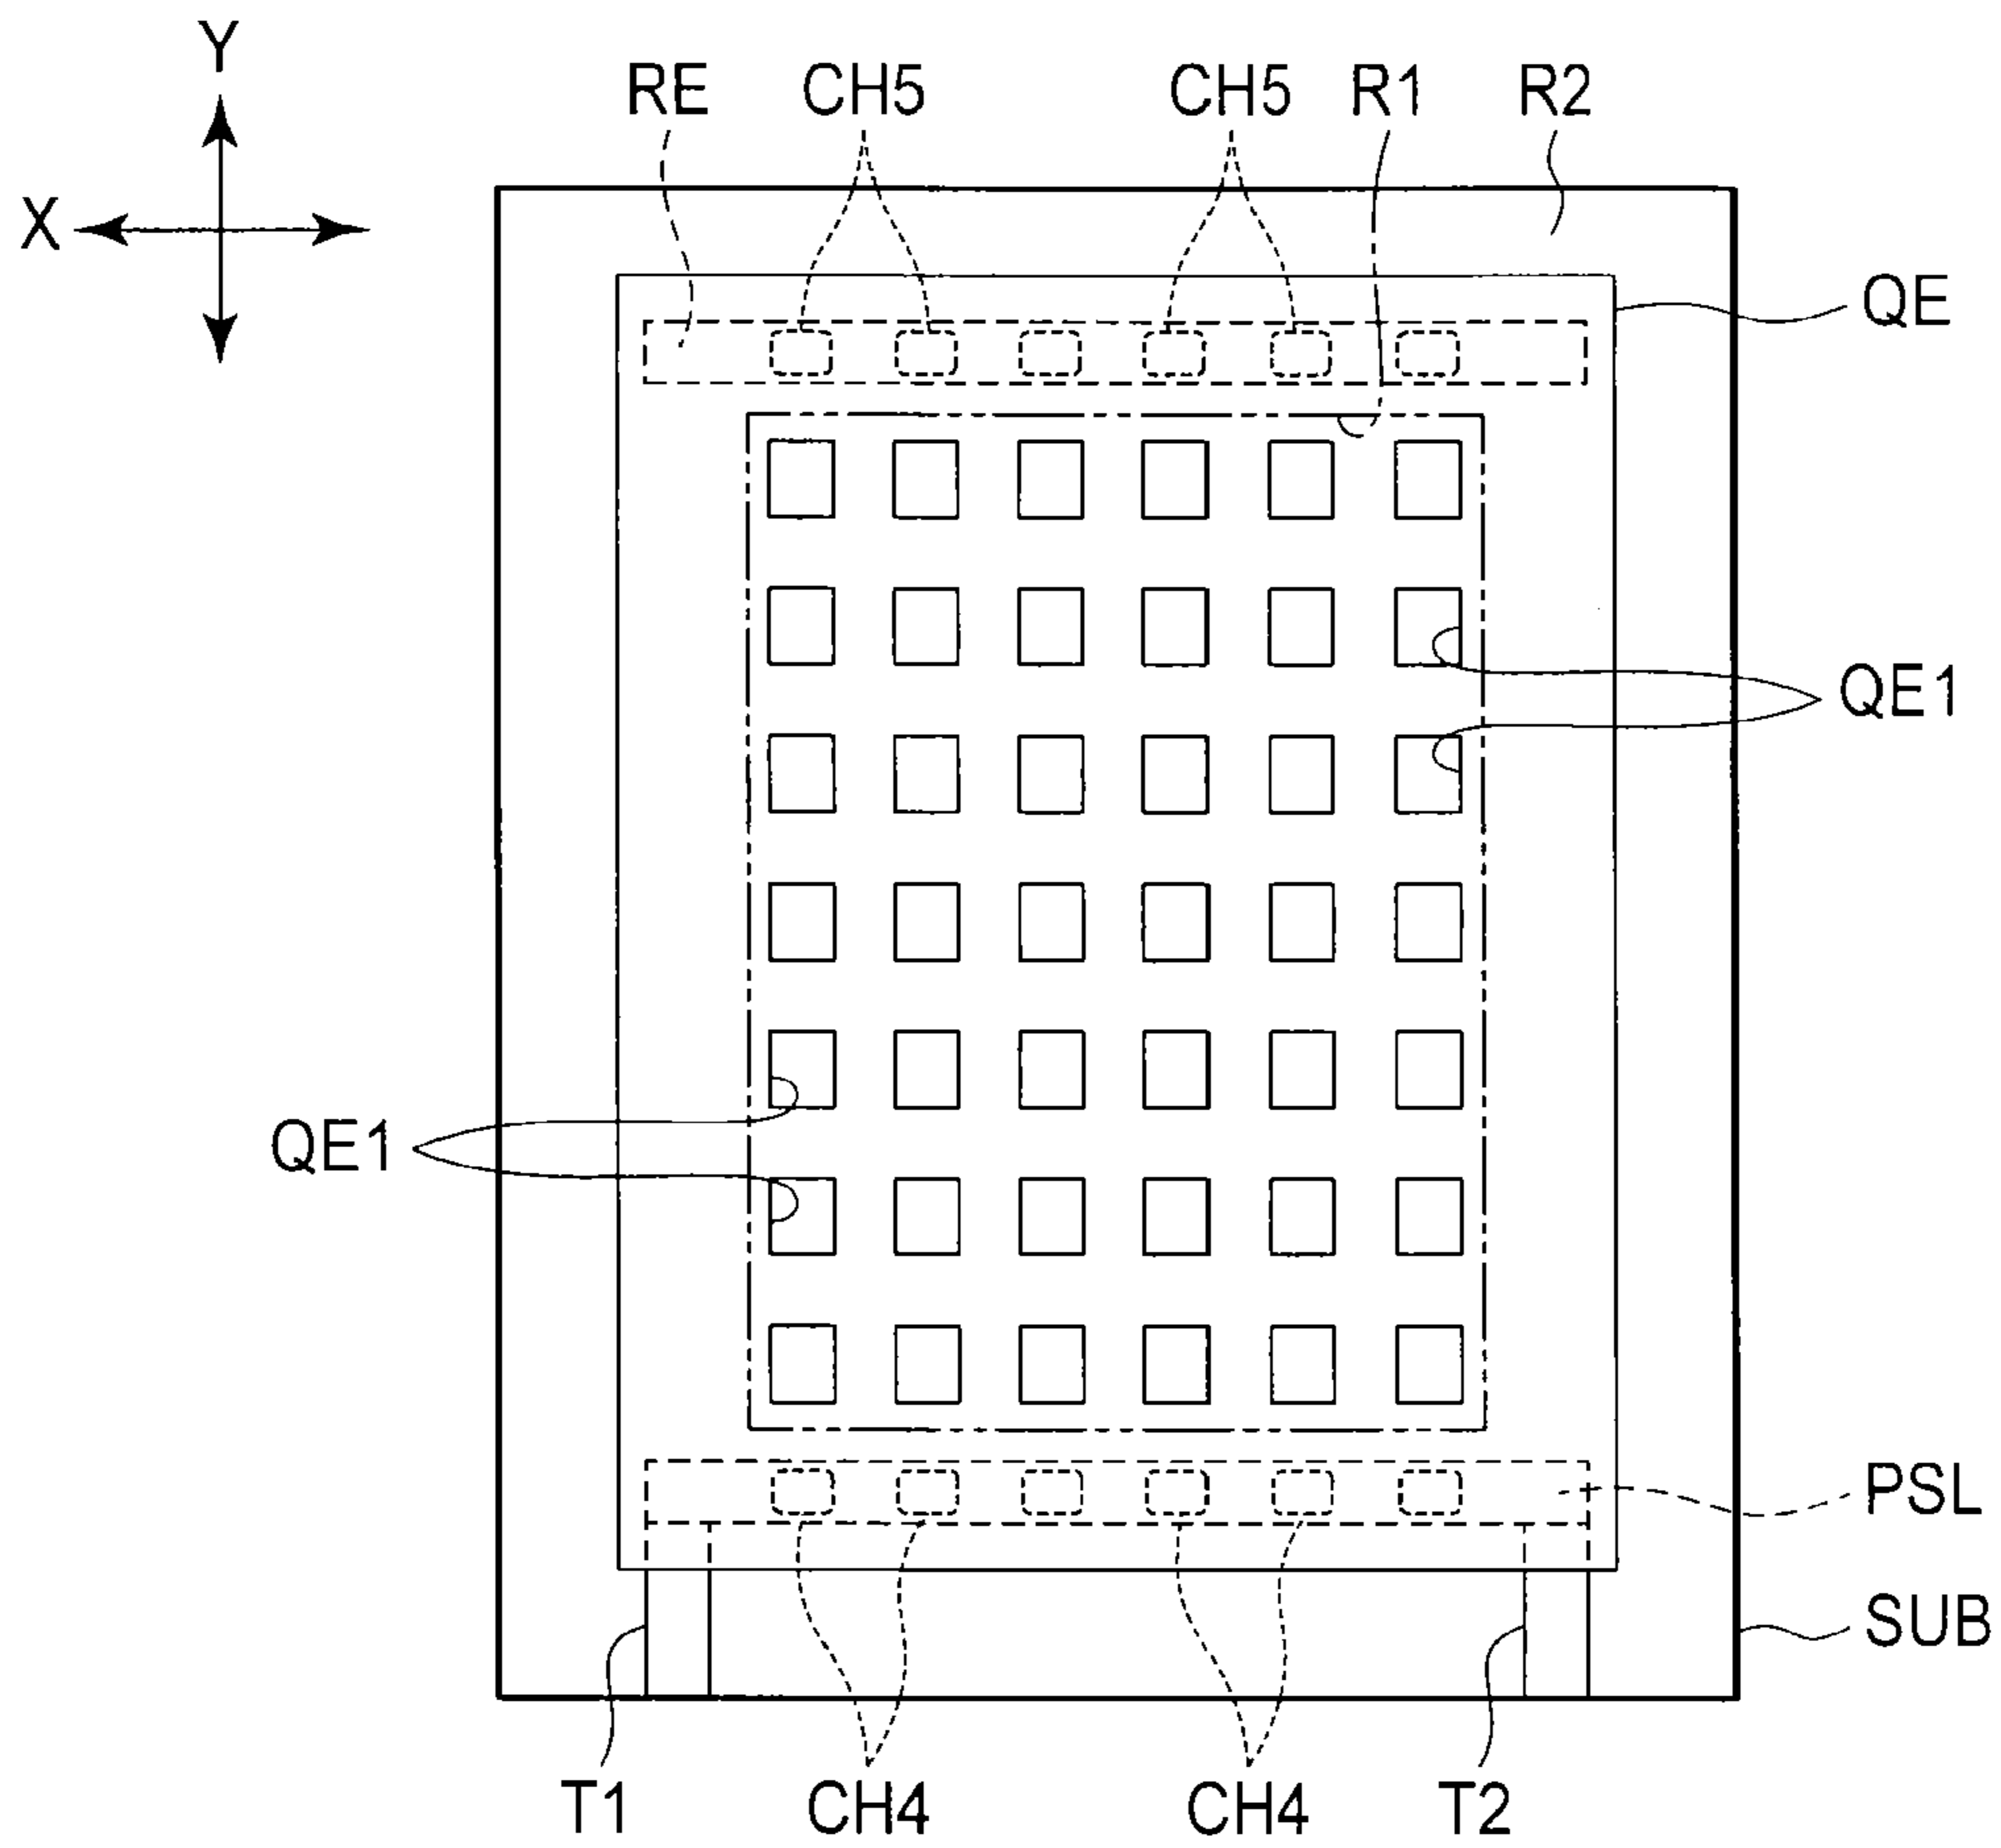 Y
X
RE CH5 CH5 R1 R2
QE
QE1
QE1
PSL
SUB
T1 CH4 CH4 T2